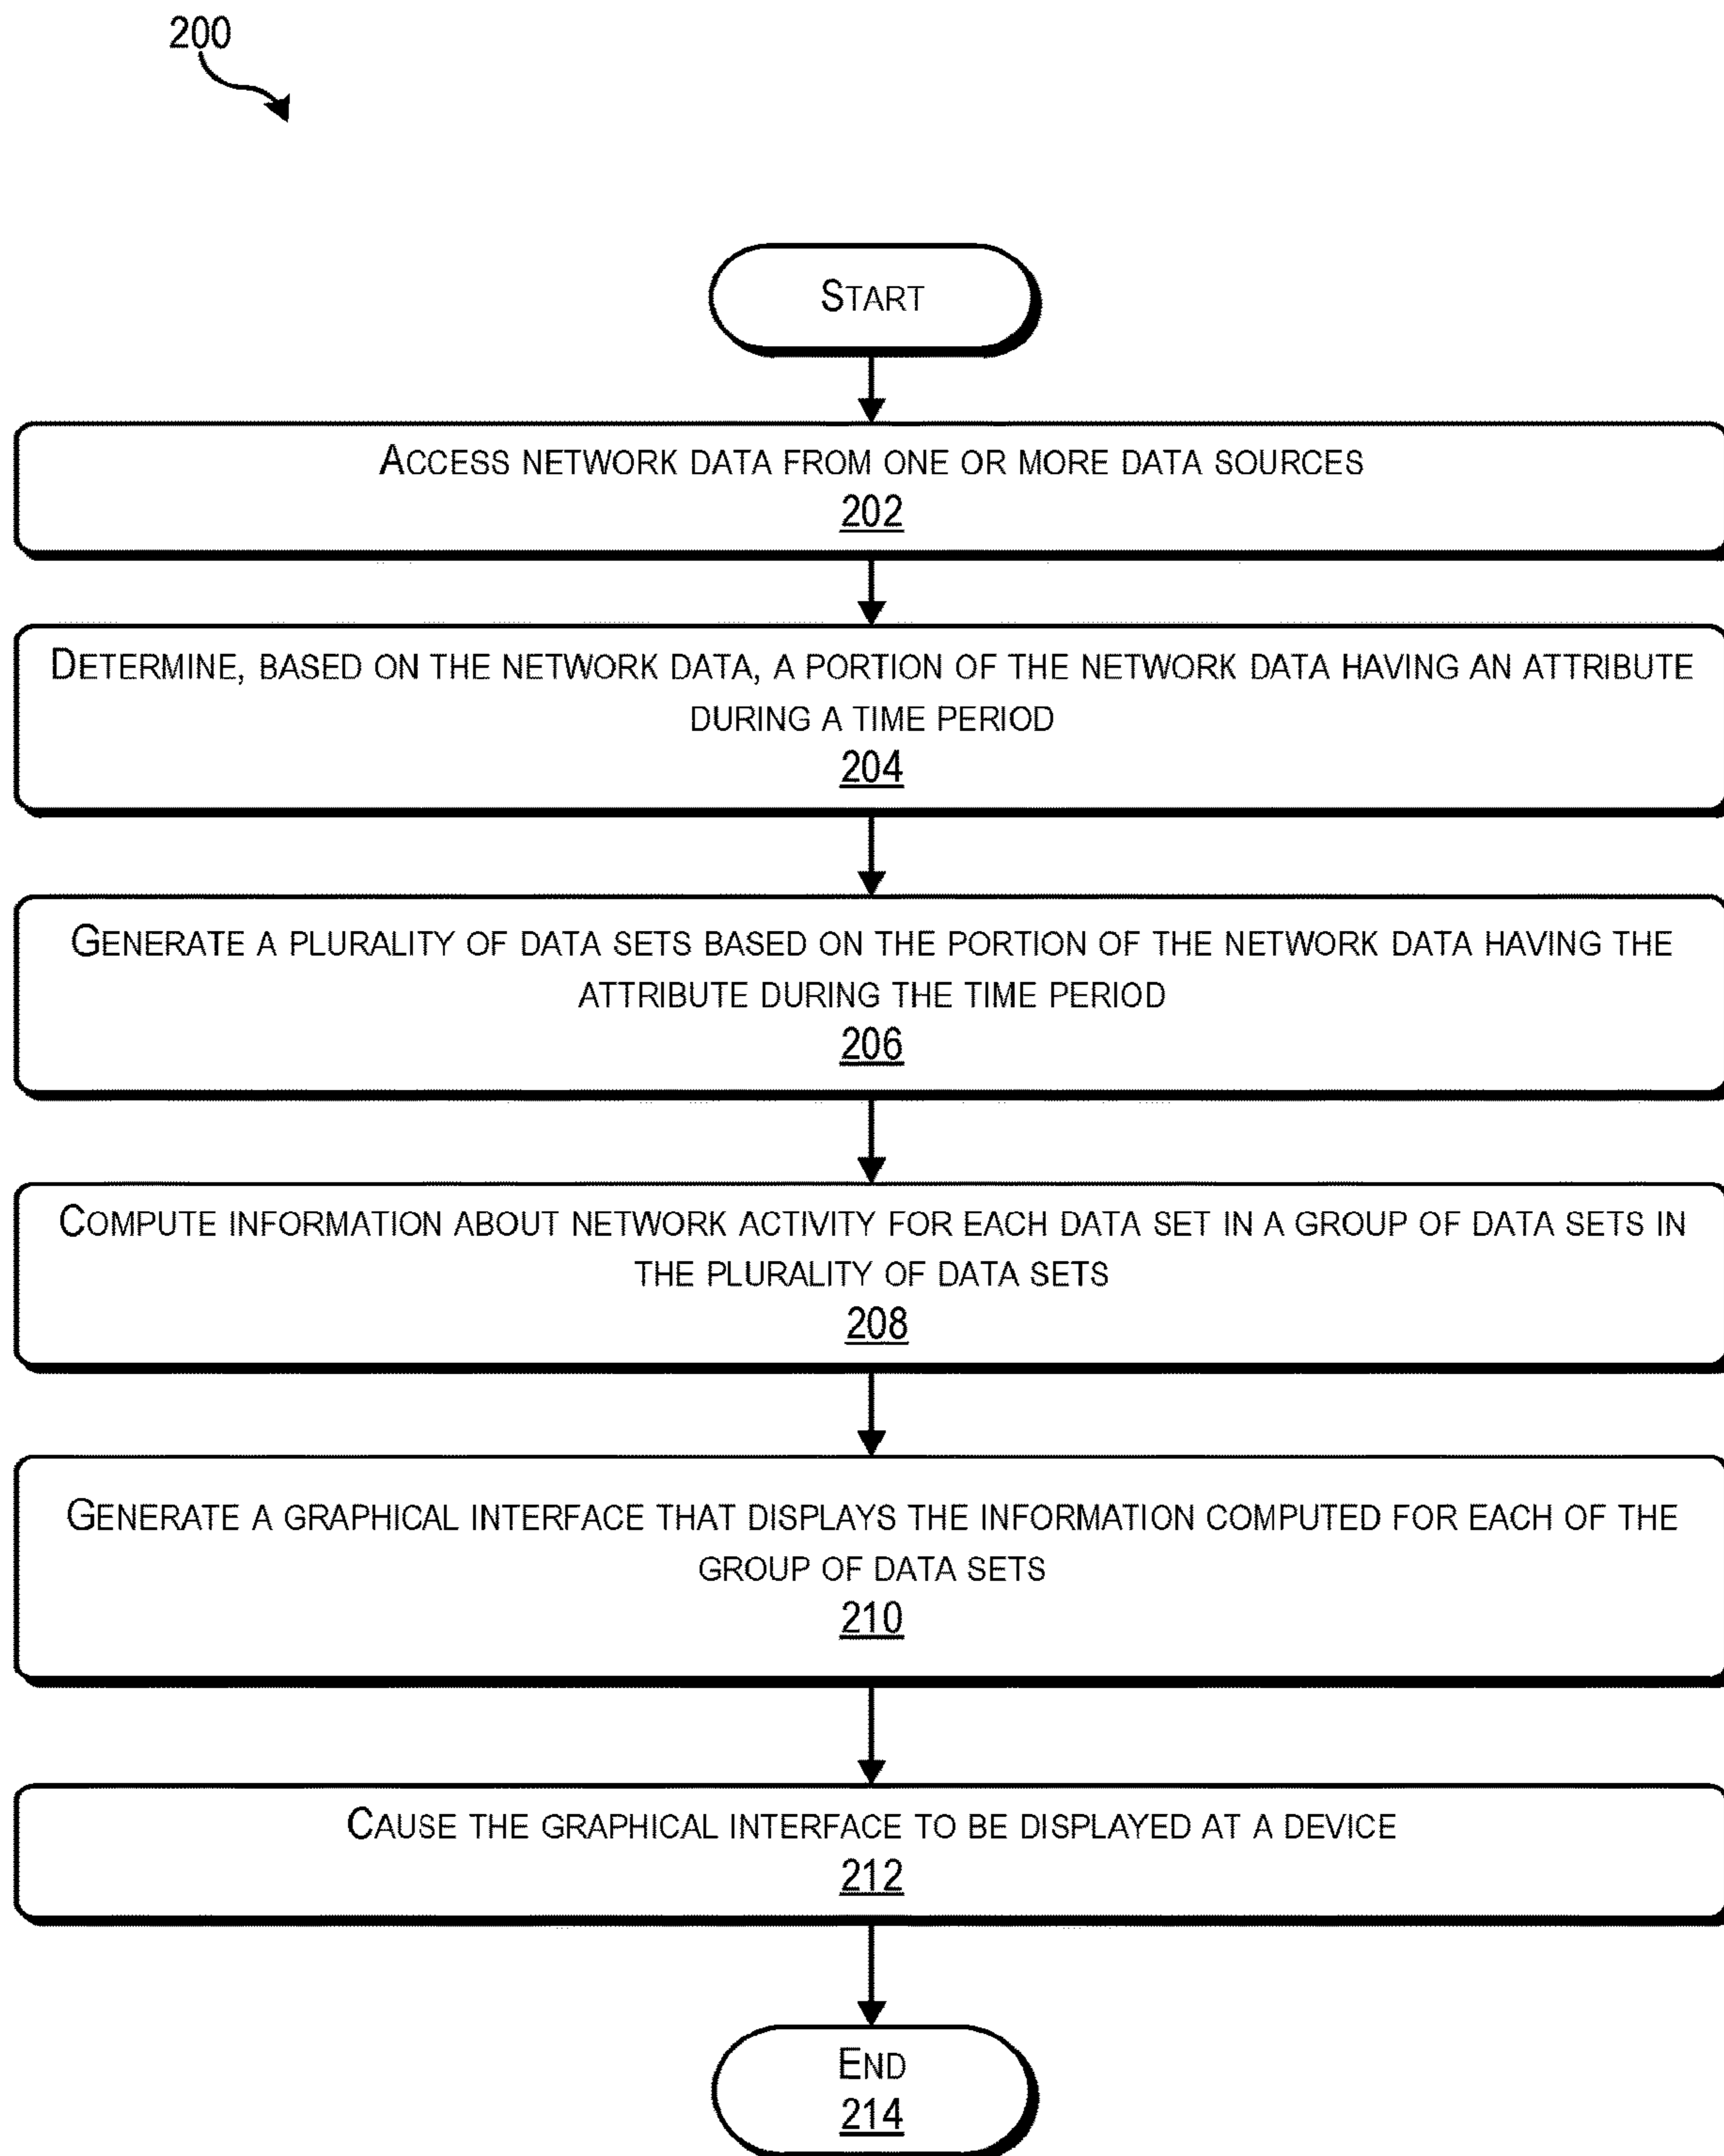 200
START
ACCESS NETWORK DATA FROM ONE OR MORE DATA SOURCES
202
DETERMINE, BASED ON THE NETWORK DATA, A PORTION OF THE NETWORK DATA HAVING AN ATTRIBUTE
DURING A TIME PERIOD
204
GENERATE A PLURALITY OF DATA SETS BASED ON THE PORTION OF THE NETWORK DATA HAVING THE
ATTRIBUTE DURING THE TIME PERIOD
206
COMPUTE INFORMATION ABOUT NETWORK ACTIVITY FOR EACH DATA SET IN A GROUP OF DATA SETS IN
THE PLURALITY OF DATA SETS
208
GENERATE A GRAPHICAL INTERFACE THAT DISPLAYS THE INFORMATION COMPUTED FOR EACH OF THE
GROUP OF DATA SETS
210
CAUSE THE GRAPHICAL INTERFACE TO BE DISPLAYED AT A DEVICE
212
END
214